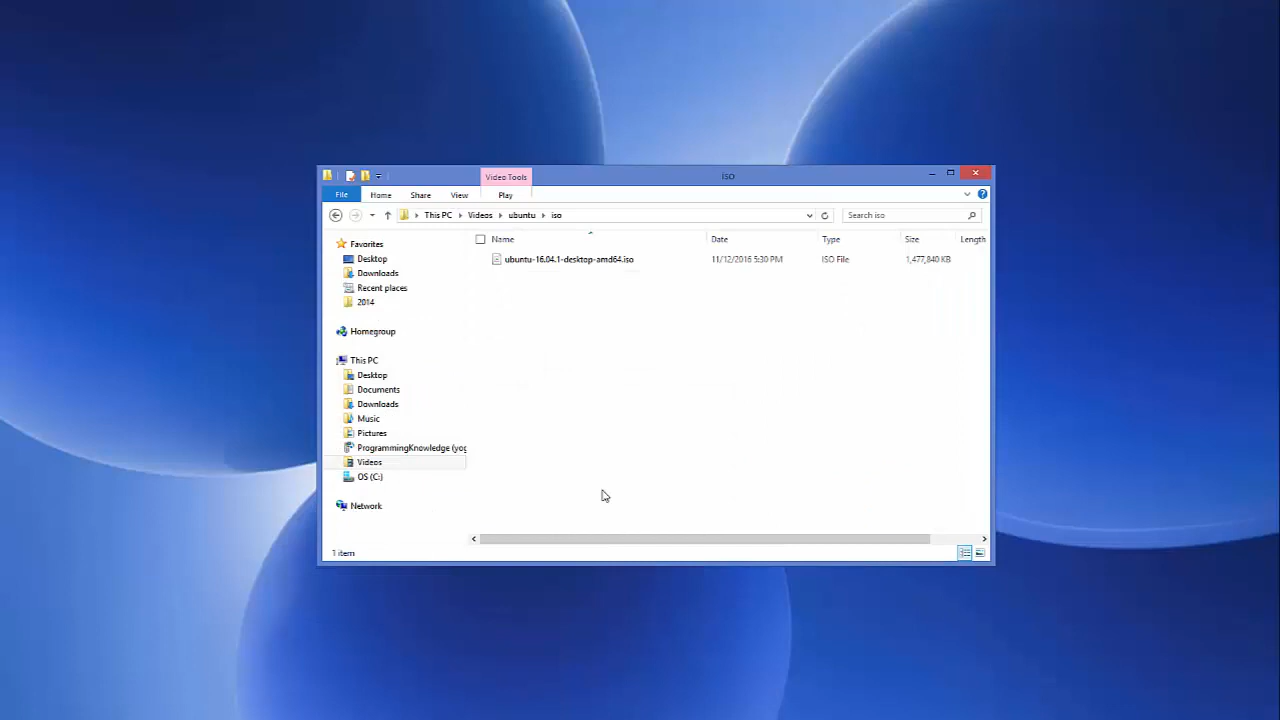 Video Tools
iso
File Home Share View Play
This PC Videos ubuntu iso
Search iso
Name Date Type Size Length
ubuntu-16.04.1-desktop-amd64.iso 11/12/2016 5:30 PM ISO File 1,477,840 KB
Favorites
Desktop
Downloads
Recent places
2014
Homegroup
This PC
Desktop
Documents
Downloads
Music
Pictures
ProgrammingKnowledge (yog
Videos
OS (C:)
Network
1 item